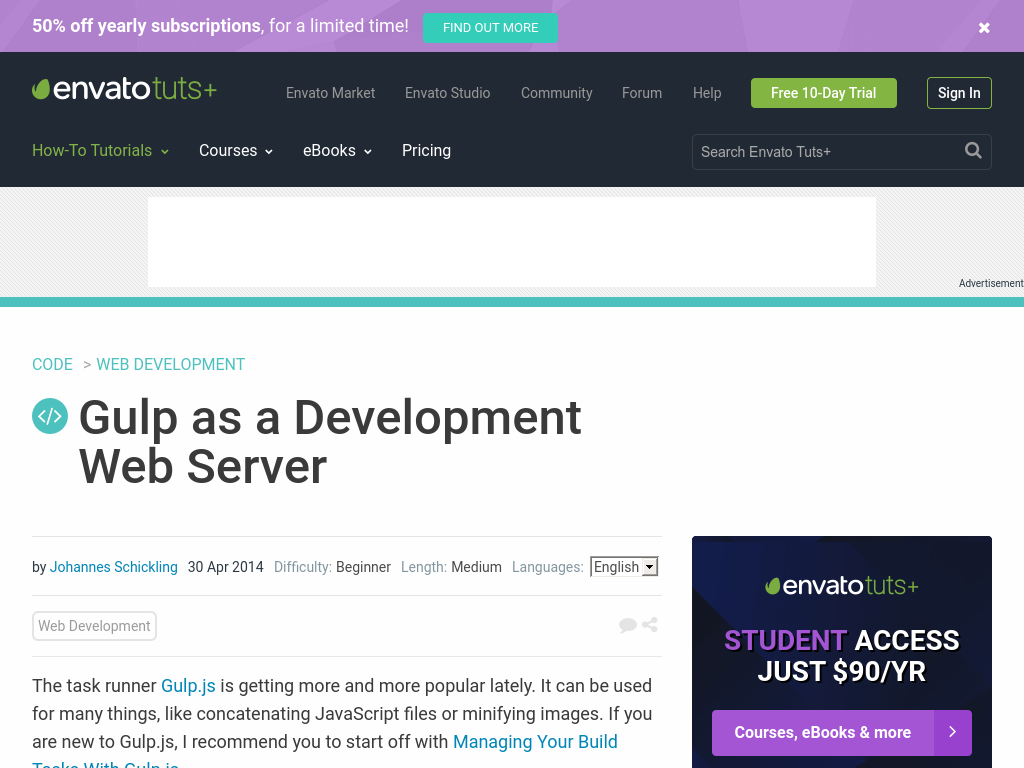 50% off yearly subscriptions, for a limited time! FIND OUT MORE ×
envatotuts+ Envato Market Envato Studio Community Forum Help Free 10-Day Trial Sign In
How-To Tutorials Courses eBooks Pricing Search Envato Tuts+
Advertisement
CODE > WEB DEVELOPMENT
</> Gulp as a Development
Web Server
by Johannes Schickling 30 Apr 2014 Difficulty: Beginner Length: Medium Languages: English
Web Development
The task runner Gulp.js is getting more and more popular lately. It can be used
for many things, like concatenating JavaScript files or minifying images. If you
are new to Gulp.js, I recommend you to start off with Managing Your Build
Tasks With Gulp.js.
envatotuts+
STUDENT ACCESS
JUST $90/YR
Courses, eBooks & more